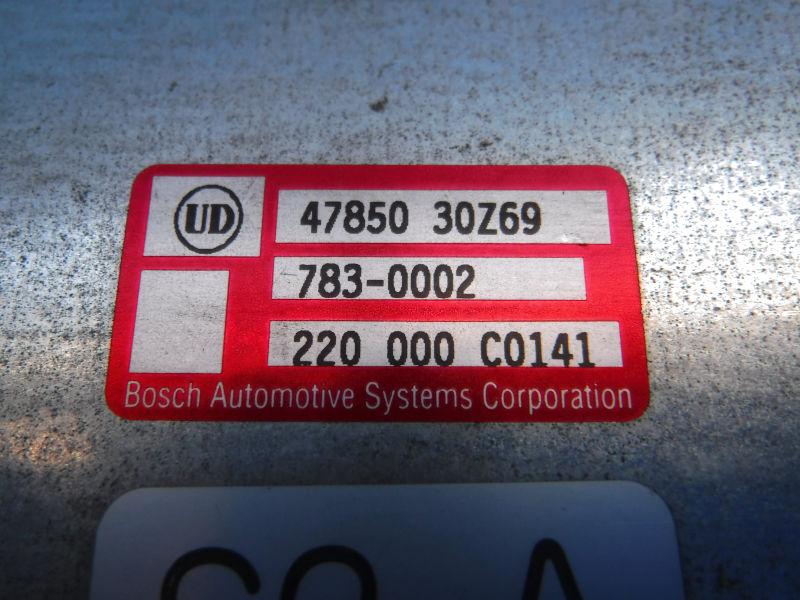 UD 47850 30Z69
783-0002
220 000 C0141
Bosch Automotive Systems Corporation